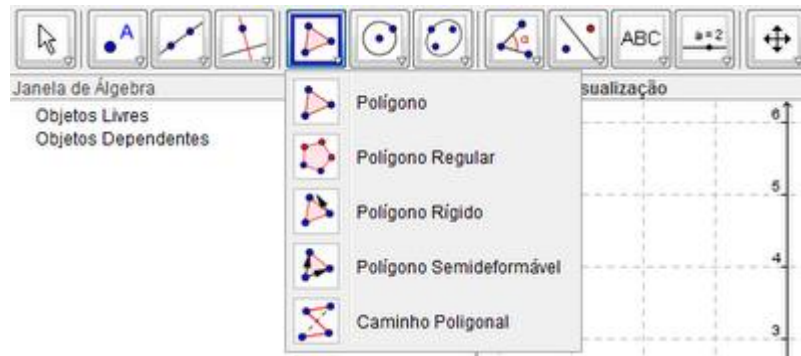 A
α
ABC
a=2
Janela de Álgebra
sualização
Objetos Livres
Objetos Dependentes
Polígono
Polígono Regular
Polígono Rígido
Polígono Semideformável
Caminho Poligonal
6
5
4
3